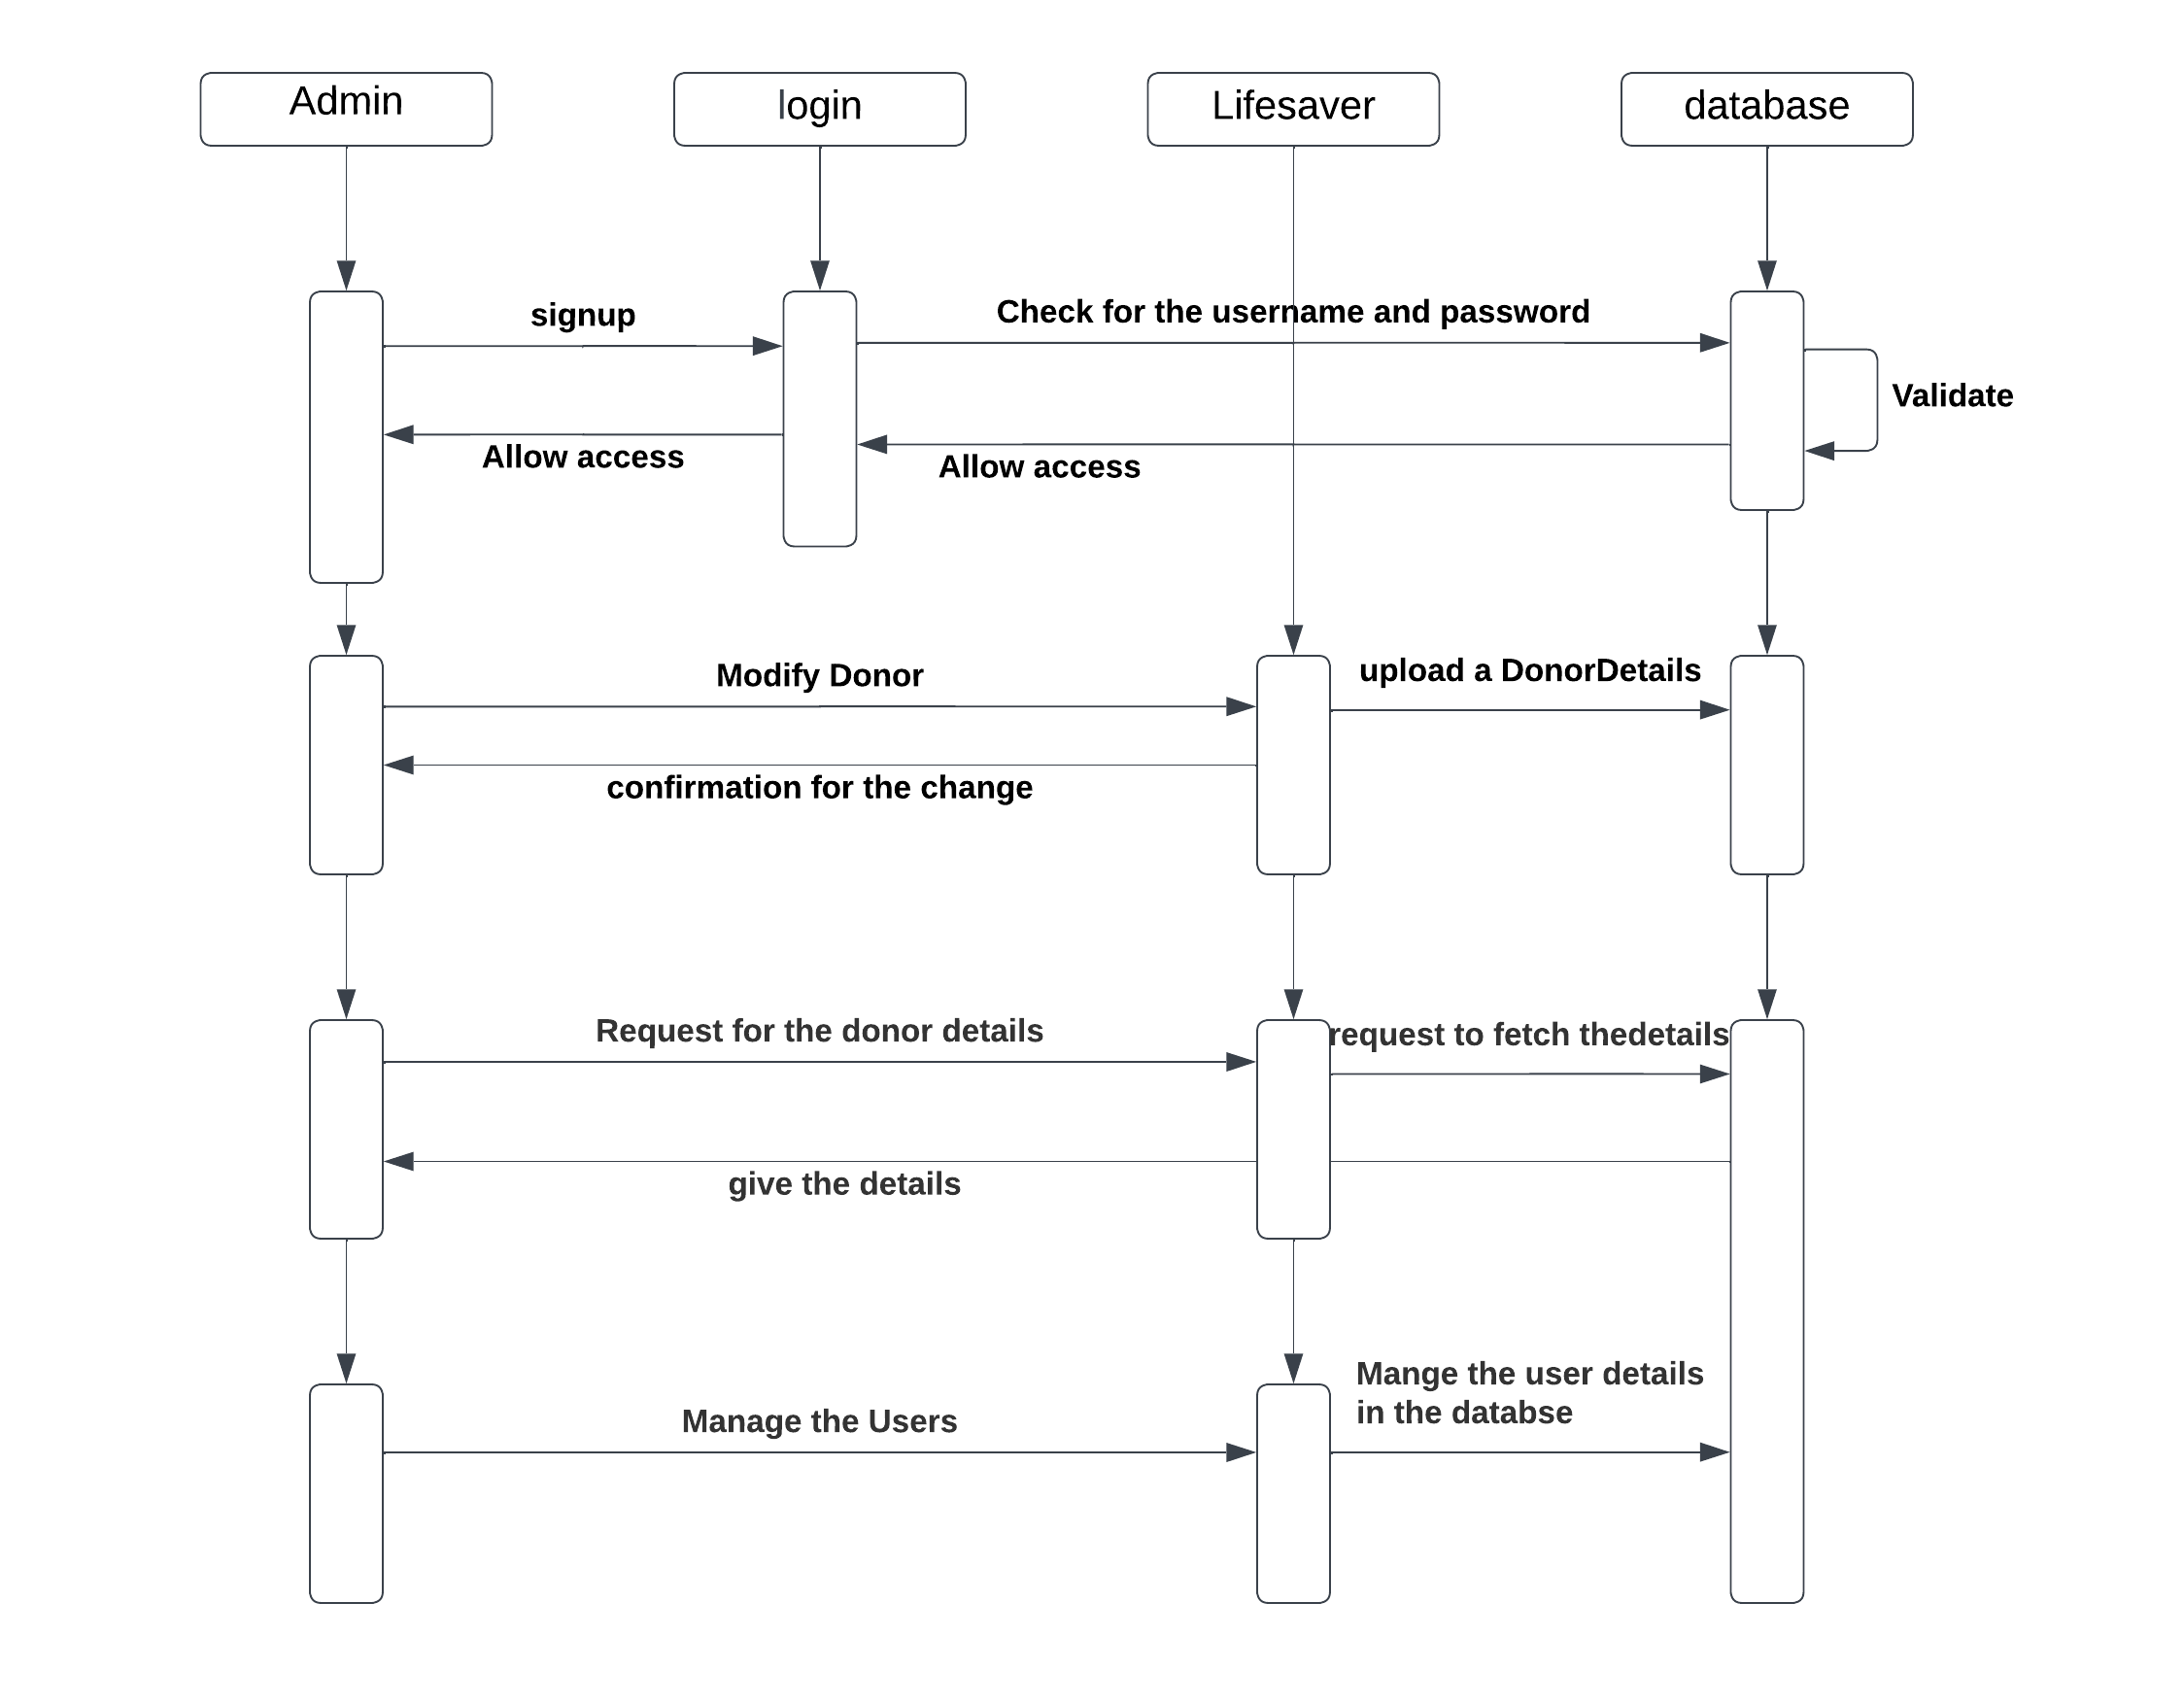 Admin
login
Lifesaver
database
signup
Check for the username and password
Validate
Allow access
Allow access
Modify Donor
upload a DonorDetails
confirmation for the change
Request for the donor details
request to fetch thedetails
give the details
Mange the user details
in the databse
Manage the Users